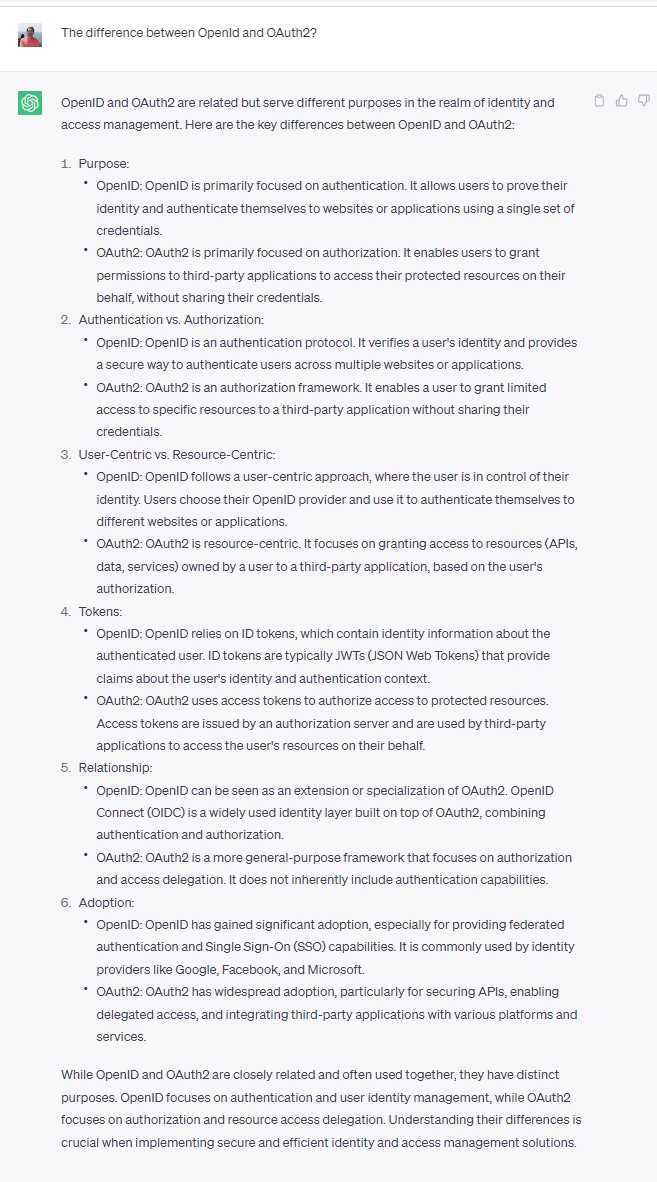 The difference between OpenId and OAuth2?
OpenID and OAuth2 are related but serve different purposes in the realm of identity and
access management. Here are the key differences between OpenID and OAuth2:
1. Purpose:
• OpenID: OpenID is primarily focused on authentication. It allows users to prove their
identity and authenticate themselves to websites or applications using a single set of
credentials.
• OAuth2: OAuth2 is primarily focused on authorization. It enables users to grant
permissions to third-party applications to access their protected resources on their
behalf, without sharing their credentials.
2. Authentication vs. Authorization:
• OpenID: OpenID is an authentication protocol. It verifies a user's identity and provides
a secure way to authenticate users across multiple websites or applications.
• OAuth2: OAuth2 is an authorization framework. It enables a user to grant limited
access to specific resources to a third-party application without sharing their
credentials.
3. User-Centric vs. Resource-Centric:
• OpenID: OpenID follows a user-centric approach, where the user is in control of their
identity. Users choose their OpenID provider and use it to authenticate themselves to
different websites or applications.
• OAuth2: OAuth2 is resource-centric. It focuses on granting access to resources (APIs,
data, services) owned by a user to a third-party application, based on the user's
authorization.
4. Tokens:
• OpenID: OpenID relies on ID tokens, which contain identity information about the
authenticated user. ID tokens are typically JWTs (JSON Web Tokens) that provide
claims about the user's identity and authentication context.
• OAuth2: OAuth2 uses access tokens to authorize access to protected resources.
Access tokens are issued by an authorization server and are used by third-party
applications to access the user's resources on their behalf.
5. Relationship:
• OpenID: OpenID can be seen as an extension or specialization of OAuth2. OpenID
Connect (OIDC) is a widely used identity layer built on top of OAuth2, combining
authentication and authorization.
• OAuth2: OAuth2 is a more general-purpose framework that focuses on authorization
and access delegation. It does not inherently include authentication capabilities.
6. Adoption:
• OpenID: OpenID has gained significant adoption, especially for providing federated
authentication and Single Sign-On (SSO) capabilities. It is commonly used by identity
providers like Google, Facebook, and Microsoft.
• OAuth2: OAuth2 has widespread adoption, particularly for securing APIs, enabling
delegated access, and integrating third-party applications with various platforms and
services.
While OpenID and OAuth2 are closely related and often used together, they have distinct
purposes. OpenID focuses on authentication and user identity management, while OAuth2
focuses on authorization and resource access delegation. Understanding their differences is
crucial when implementing secure and efficient identity and access management solutions.